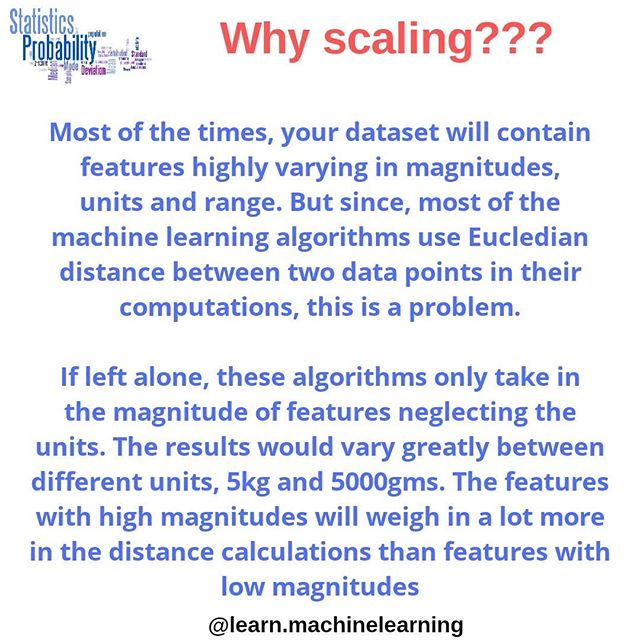 Statistics
Why scaling???
Probability
Deviation
Mode
Standard
Most of the times, your dataset will contain
features highly varying in magnitudes,
units and range. But since, most of the
machine learning algorithms use Eucledian
distance between two data points in their
computations, this is a problem.
If left alone, these algorithms only take in
the magnitude of features neglecting the
units. The results would vary greatly between
different units, 5kg and 5000gms. The features
with high magnitudes will weigh in a lot more
in the distance calculations than features with
low magnitudes
@learn.machinelearning